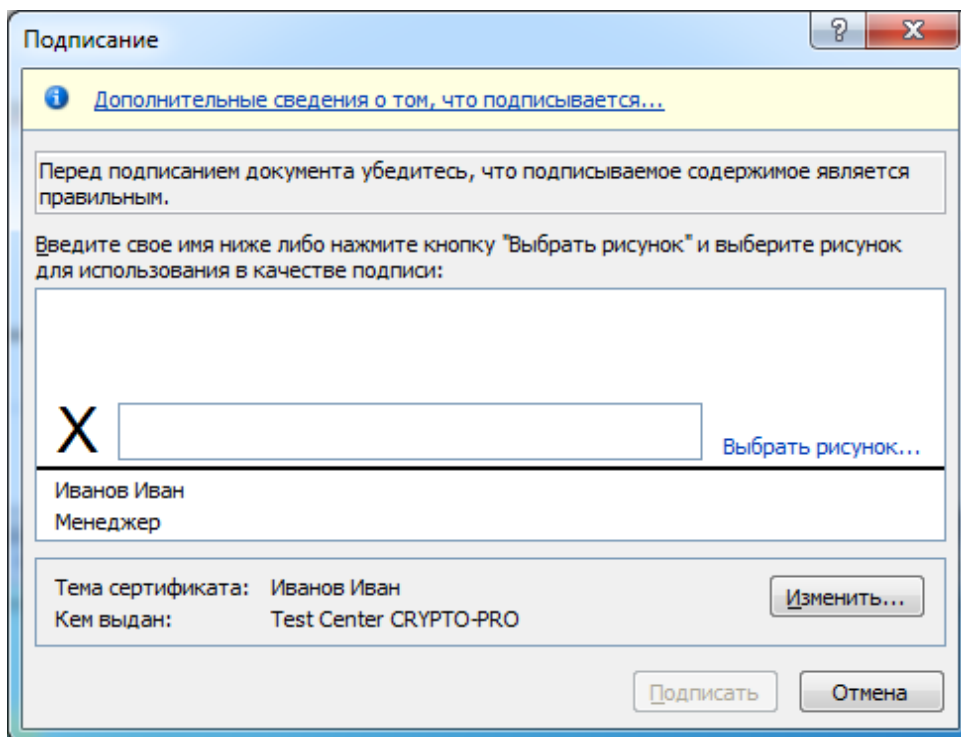 Подписание
Дополнительные сведения о том, что подписывается...
Перед подписанием документа убедитесь, что подписываемое содержимое является
правильным.
Введите свое имя ниже либо нажмите кнопку "Выбрать рисунок" и выберите рисунок
для использования в качестве подписи:
X
Выбрать рисунок...
Иванов Иван
Менеджер
Тема сертификата: Иванов Иван
Изменить...
Кем выдан: Test Center CRYPTO-PRO
Подписать Отмена